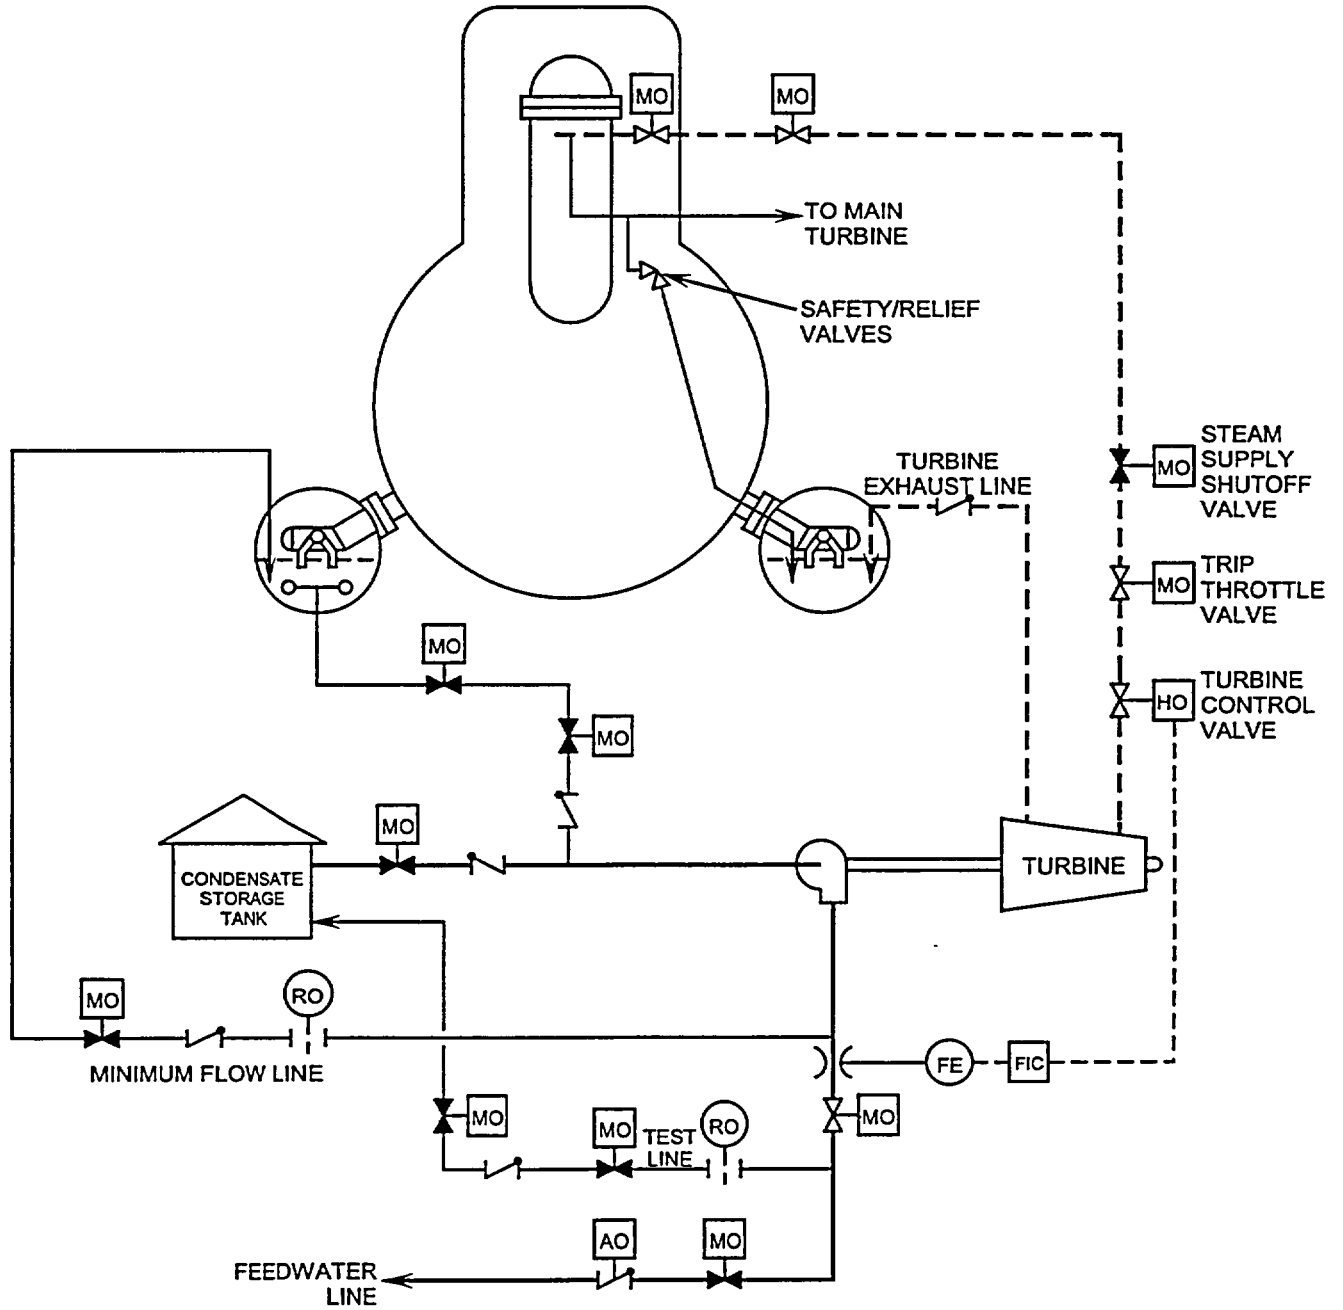 MO
MO
TO MAIN
TURBINE
SAFETY/RELIEF
VALVES
STEAM
SUPPLY
SHUTOFF
VALVE
MO
TURBINE
EXHAUST LINE
TRIP
THROTTLE
VALVE
MO
MO
TURBINE
CONTROL
VALVE
HO
MO
MO
CONDENSATE
STORAGE
TANK
TURBINE
MO
RO
MINIMUM FLOW LINE
FE
FIC
MO
MO
MO
TEST
LINE
RO
AO
MO
FEEDWATER
LINE